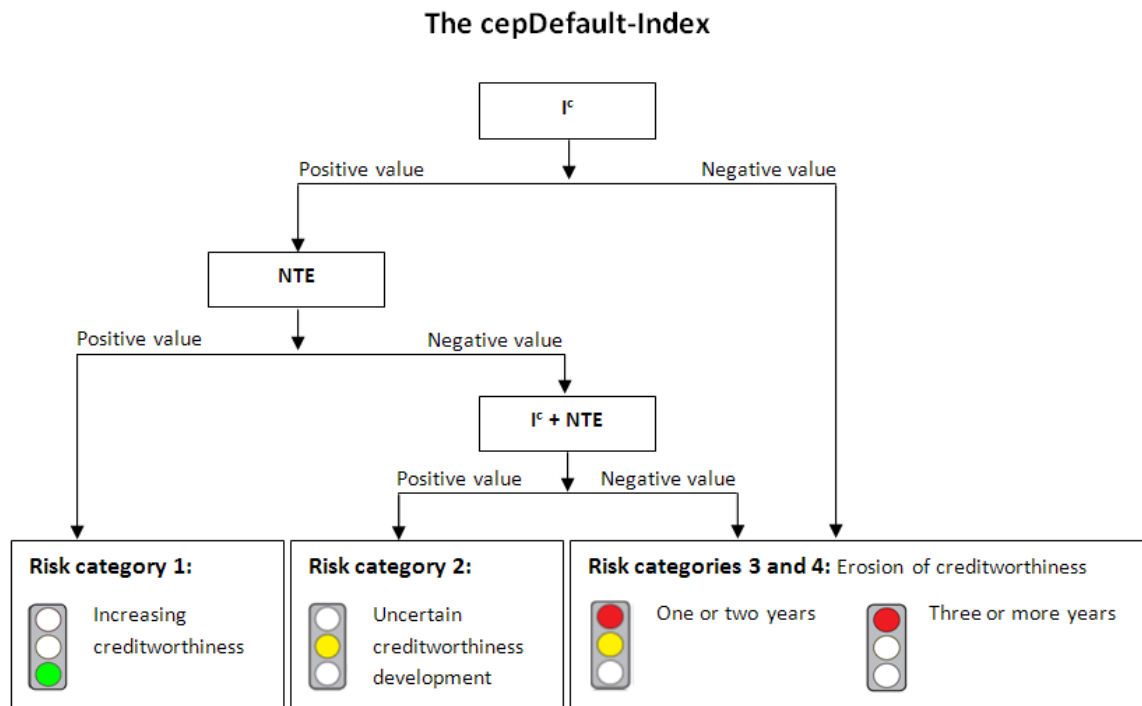 The cepDefault-Index
Iᶜ
Positive value
Negative value
NTE
Positive value
Negative value
Iᶜ + NTE
Positive value
Negative value
Risk category 1:
Increasing
creditworthiness
Risk category 2:
Uncertain
creditworthiness
development
Risk categories 3 and 4: Erosion of creditworthiness
One or two years
Three or more years